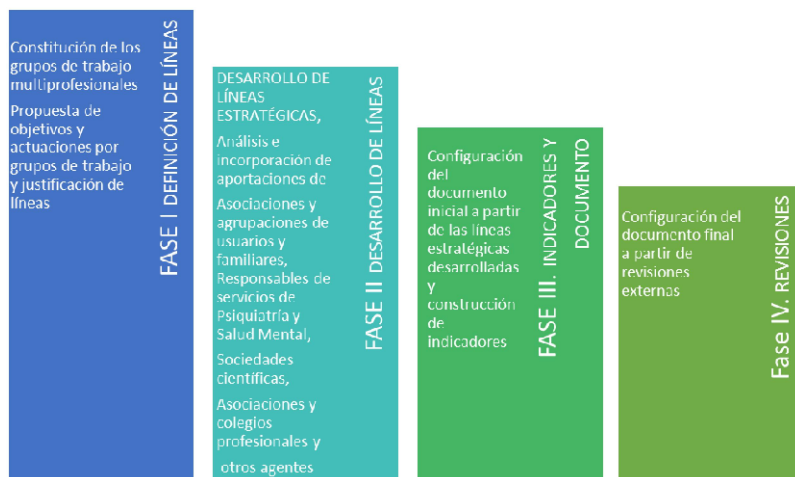 Constitución de los
grupos de trabajo
multiprofesionales
Propuesta de
objetivos y
actuaciones por
grupos de trabajo
y justificación de
líneas
FASE I DEFINICIÓN DE LÍNEAS
DESARROLLO DE
LÍNEAS
ESTRATÉGICAS,
Análisis e
incorporación de
aportaciones de
Asociaciones y
agrupaciones de
usuarios y
familiares,
Responsables de
servicios de
Psiquiatría y
Salud Mental,
Sociedades
científicas,
Asociaciones y
colegios
profesionales y
otros agentes
FASE II DESARROLLO DE LÍNEAS
Configuración
del
documento
inicial a partir
de las líneas
estratégicas
desarrolladas
y
construcción
de
indicadores
FASE III. INDICADORES Y
DOCUMENTO
Configuración del
documento final
a partir de
revisiones
externas
Fase IV. REVISIONES